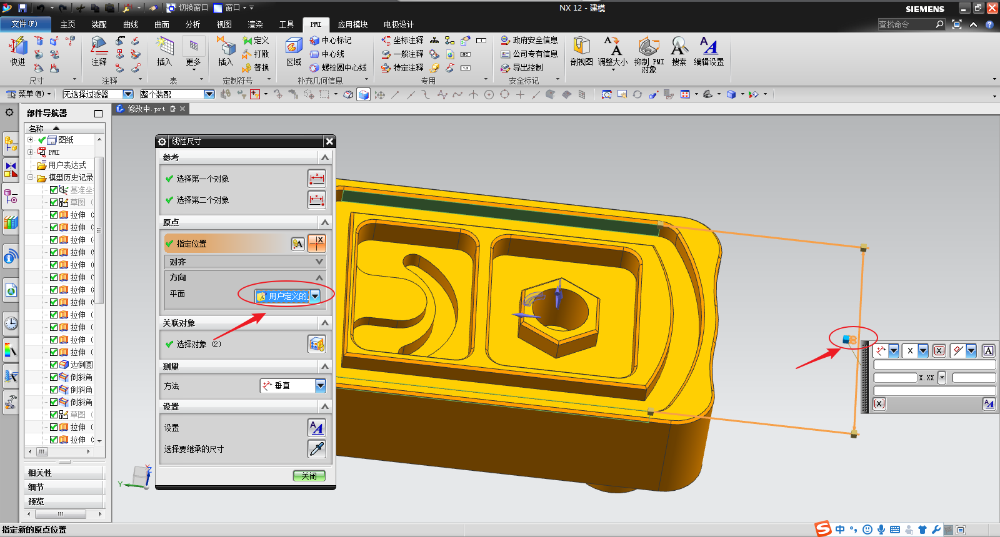 切换窗口 窗口
NX 12 - 建模
SIEMENS
文件(F) 主页 装配 曲线 曲面 分析 视图 渲染 工具 PMI 应用模块 电极设计
查找命令
快进
注释
插入
更多
插入
定义
打散
替换
区域
中心标记
中心线
螺栓圆中心线
坐标注释
一般注释
特定注释
政府安全信息
公司专有信息
导出控制
剖视图
调整大小
抑制 PMI
对象
搜索
编辑设置
尺寸 注释 表 定制符号 补充几何信息 专用 安全标记
菜单(M)
无选择过滤器
整个装配
部件导航器
修改中.prt
名称
图纸
PMI
用户表达式
模型历史记录
基准坐
草图 (
拉伸 (
拉伸 (
拉伸 (
拉伸 (
拉伸 (
拉伸 (
拉伸 (
拉伸 (
拉伸 (
拉伸 (
拉伸 (
拉伸 (
边倒圆
倒斜角
倒斜角
倒斜角
草图 (
拉伸 (
拉伸 (
相关性
细节
预览
线性尺寸
参考
选择第一个对象
选择第二个对象
原点
指定位置
对齐
方向
平面
用户定义的
关联对象
选择对象 (2)
测量
方法
垂直
设置
设置
选择要继承的尺寸
关闭
X
(X)
A
X.XX
(X)
Y
Z
指定新的原点位置
中